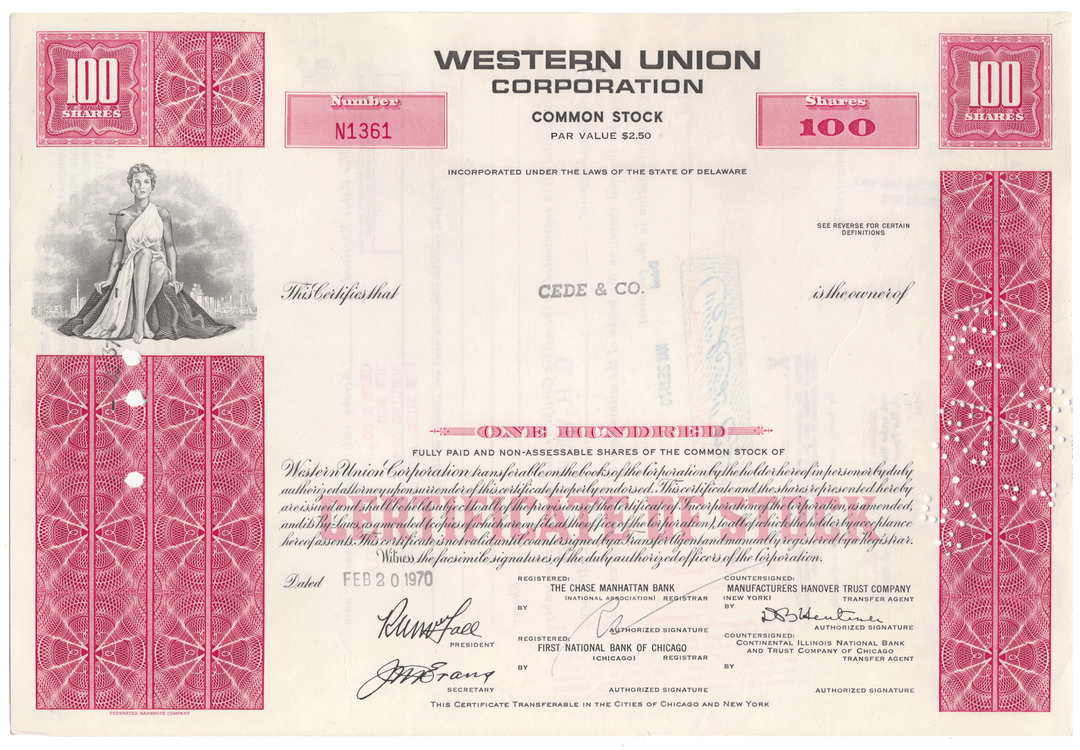 100
SHARES
WESTERN UNION
CORPORATION
COMMON STOCK
PAR VALUE $2.50
Number
N1361
Shares
100
100
SHARES
INCORPORATED UNDER THE LAWS OF THE STATE OF DELAWARE
SEE REVERSE FOR CERTAIN
DEFINITIONS
This Certifies that
CEDE & CO.
is the owner of
ONE HUNDRED
FULLY PAID AND NON-ASSESSABLE SHARES OF THE COMMON STOCK OF
CERTIFICATE OF STOCK
Western Union Corporation, transferable on the books of the Corporation by the holder hereof in person or by duly
authorized attorney upon surrender of this certificate properly endorsed. This certificate and the shares represented hereby
are issued and shall be held subject to all of the provisions of the Certificate of Incorporation of the Corporation, as amended,
and its By-Laws, as amended (copies of which are on file at the office of the Corporation), to all of which the holder by acceptance
hereof assents. This certificate is not valid until countersigned by a Transfer Agent and manually registered by a Registrar.
Witness the facsimile signatures of the duly authorized officers of the Corporation.
Dated
FEB 20 1970
PRESIDENT
SECRETARY
REGISTERED:
THE CHASE MANHATTAN BANK
(NATIONAL ASSOCIATION) REGISTRAR
BY
AUTHORIZED SIGNATURE
REGISTERED:
FIRST NATIONAL BANK OF CHICAGO
(CHICAGO) REGISTRAR
BY
AUTHORIZED SIGNATURE
COUNTERSIGNED:
MANUFACTURERS HANOVER TRUST COMPANY
(NEW YORK) TRANSFER AGENT
BY
AUTHORIZED SIGNATURE
COUNTERSIGNED:
CONTINENTAL ILLINOIS NATIONAL BANK
AND TRUST COMPANY OF CHICAGO
TRANSFER AGENT
BY
AUTHORIZED SIGNATURE
THIS CERTIFICATE TRANSFERABLE IN THE CITIES OF CHICAGO AND NEW YORK
FEDERATED BANKNOTE COMPANY